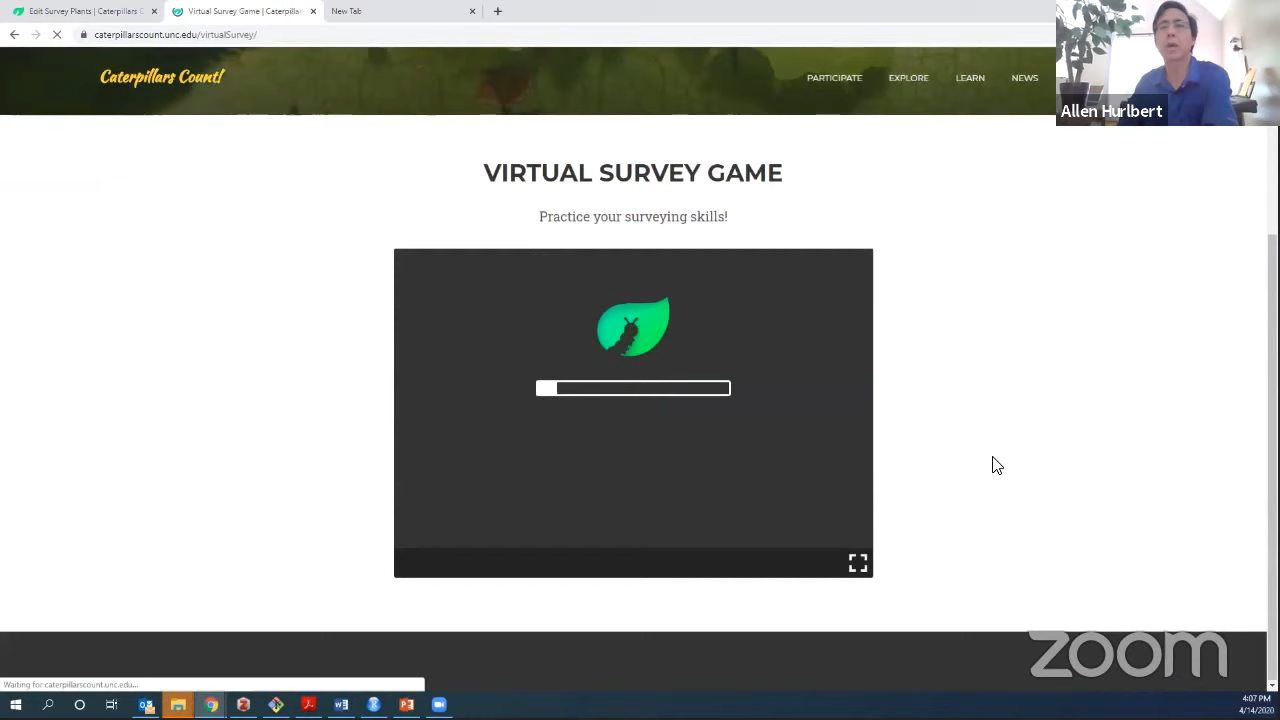 Edit Survey Plants | Caterpillars C
Virtual Survey Game | Caterpillar
New Tab
caterpillarscount.unc.edu/virtualSurvey/
Caterpillars Count!
PARTICIPATE EXPLORE LEARN NEWS
Allen Hurlbert
VIRTUAL SURVEY GAME
Practice your surveying skills!
zoom
Waiting for caterpillarscount.unc.edu...
4:07 PM
4/14/2020